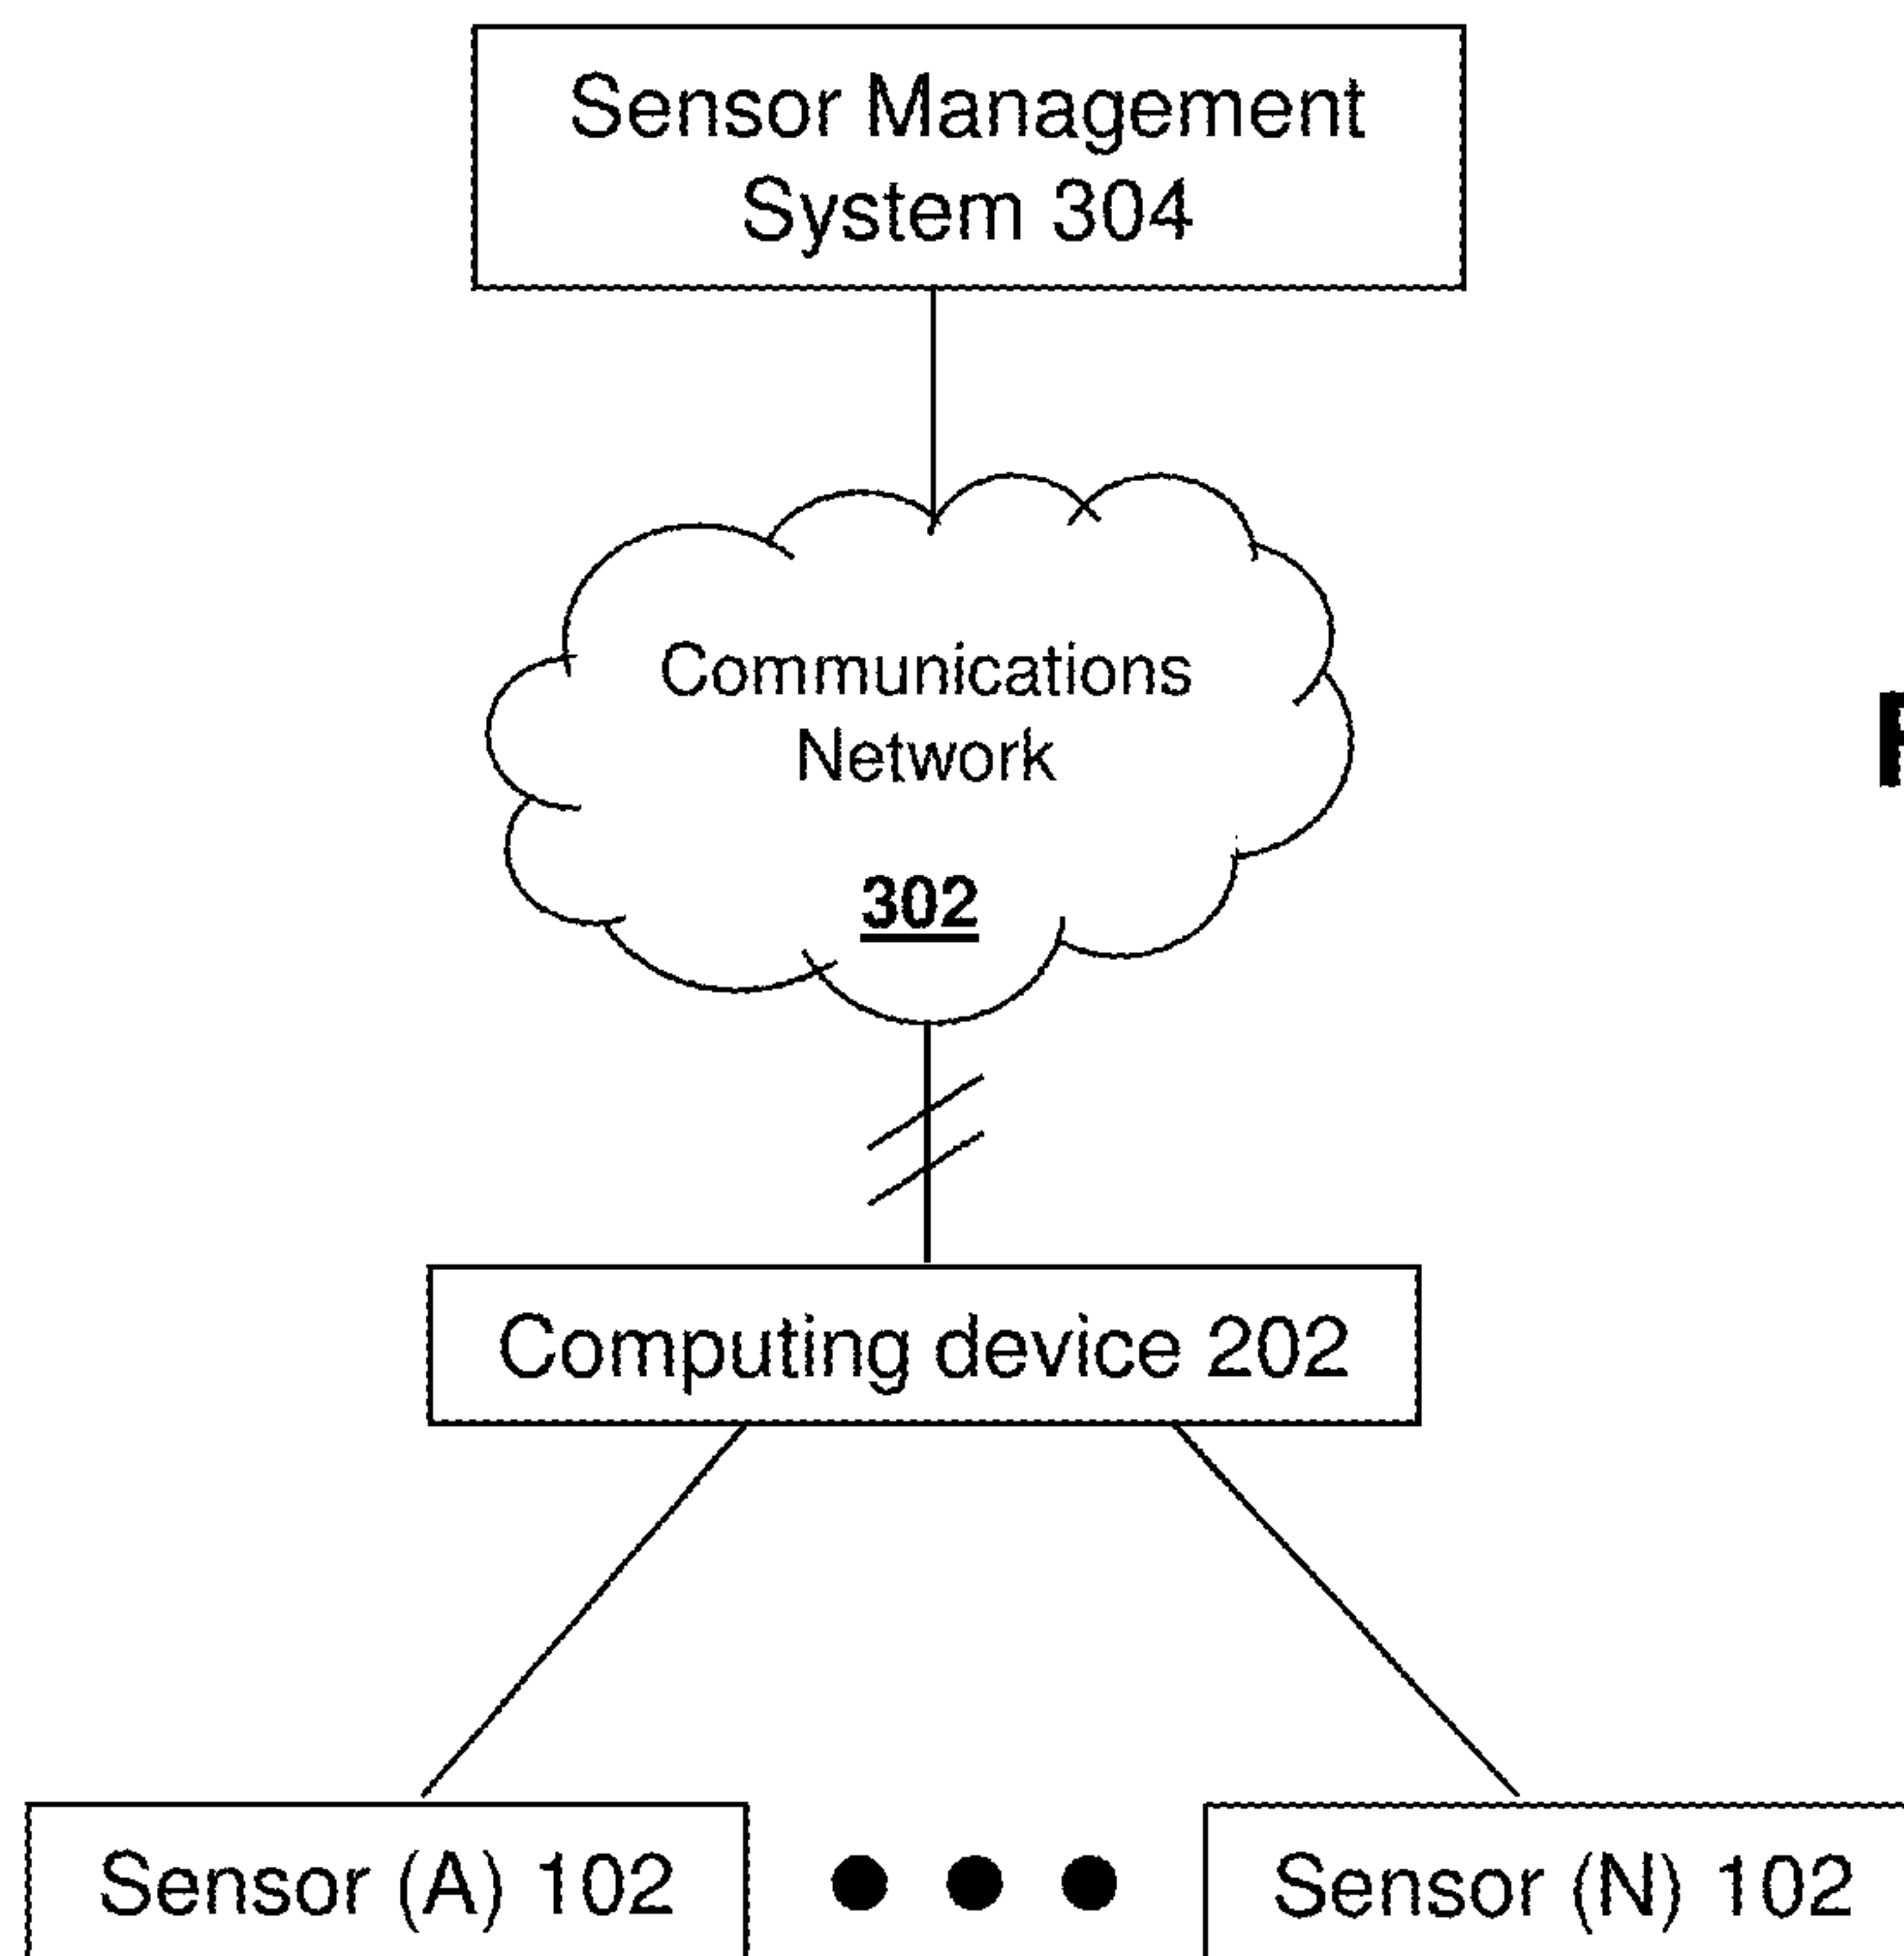 Sensor Management
System 304
Communications
Network
302
Computing device 202
Sensor (A) 102
Sensor (N) 102